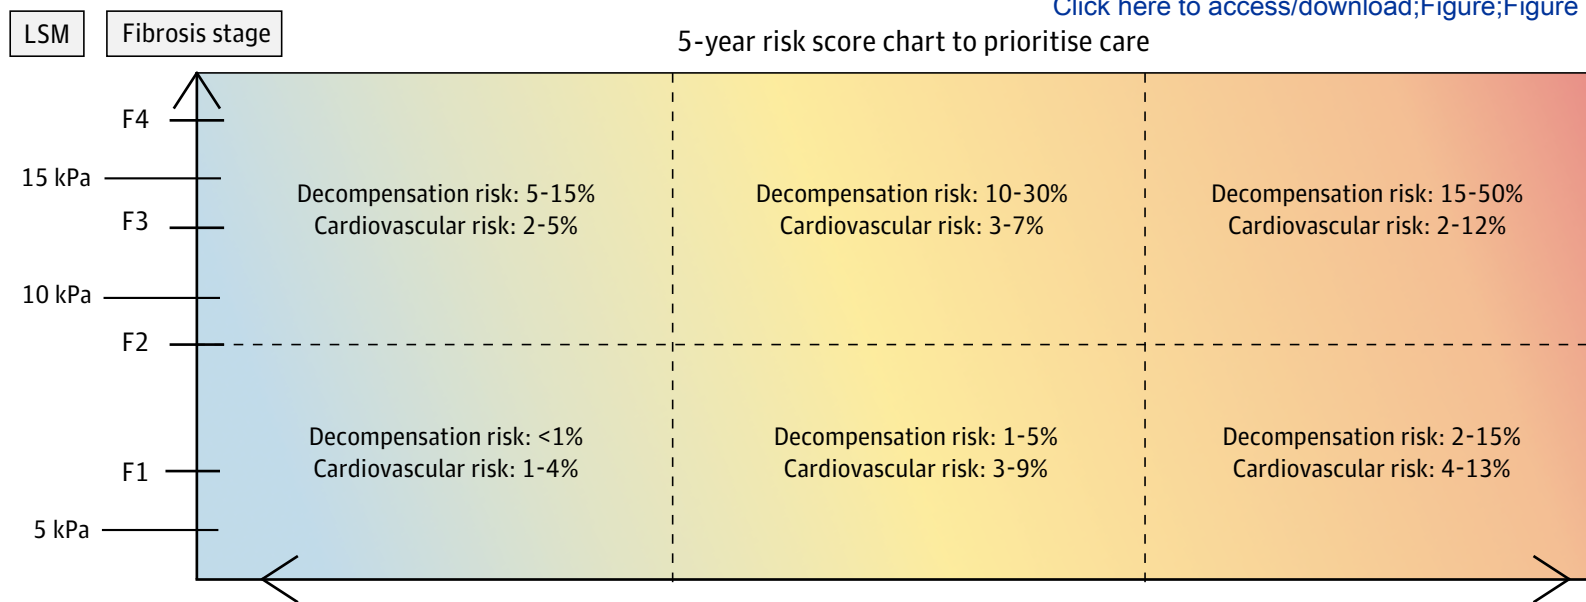 Click here to access/download;Figure;Figure
LSM
Fibrosis stage
5-year risk score chart to prioritise care
F4
15 kPa
F3
10 kPa
F2
F1
5 kPa
Decompensation risk: 5-15%
Cardiovascular risk: 2-5%
Decompensation risk: 10-30%
Cardiovascular risk: 3-7%
Decompensation risk: 15-50%
Cardiovascular risk: 2-12%
Decompensation risk: <1%
Cardiovascular risk: 1-4%
Decompensation risk: 1-5%
Cardiovascular risk: 3-9%
Decompensation risk: 2-15%
Cardiovascular risk: 4-13%